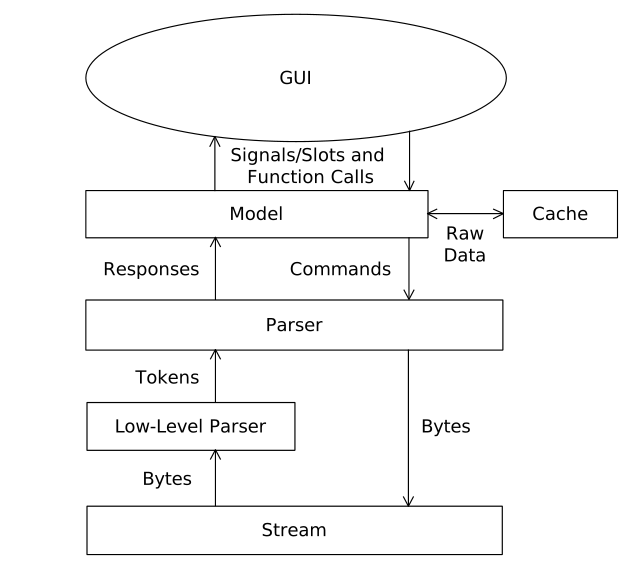 GUI
Signals/Slots and
Function Calls
Model
Cache
Raw
Data
Responses
Commands
Parser
Tokens
Low-Level Parser
Bytes
Bytes
Stream